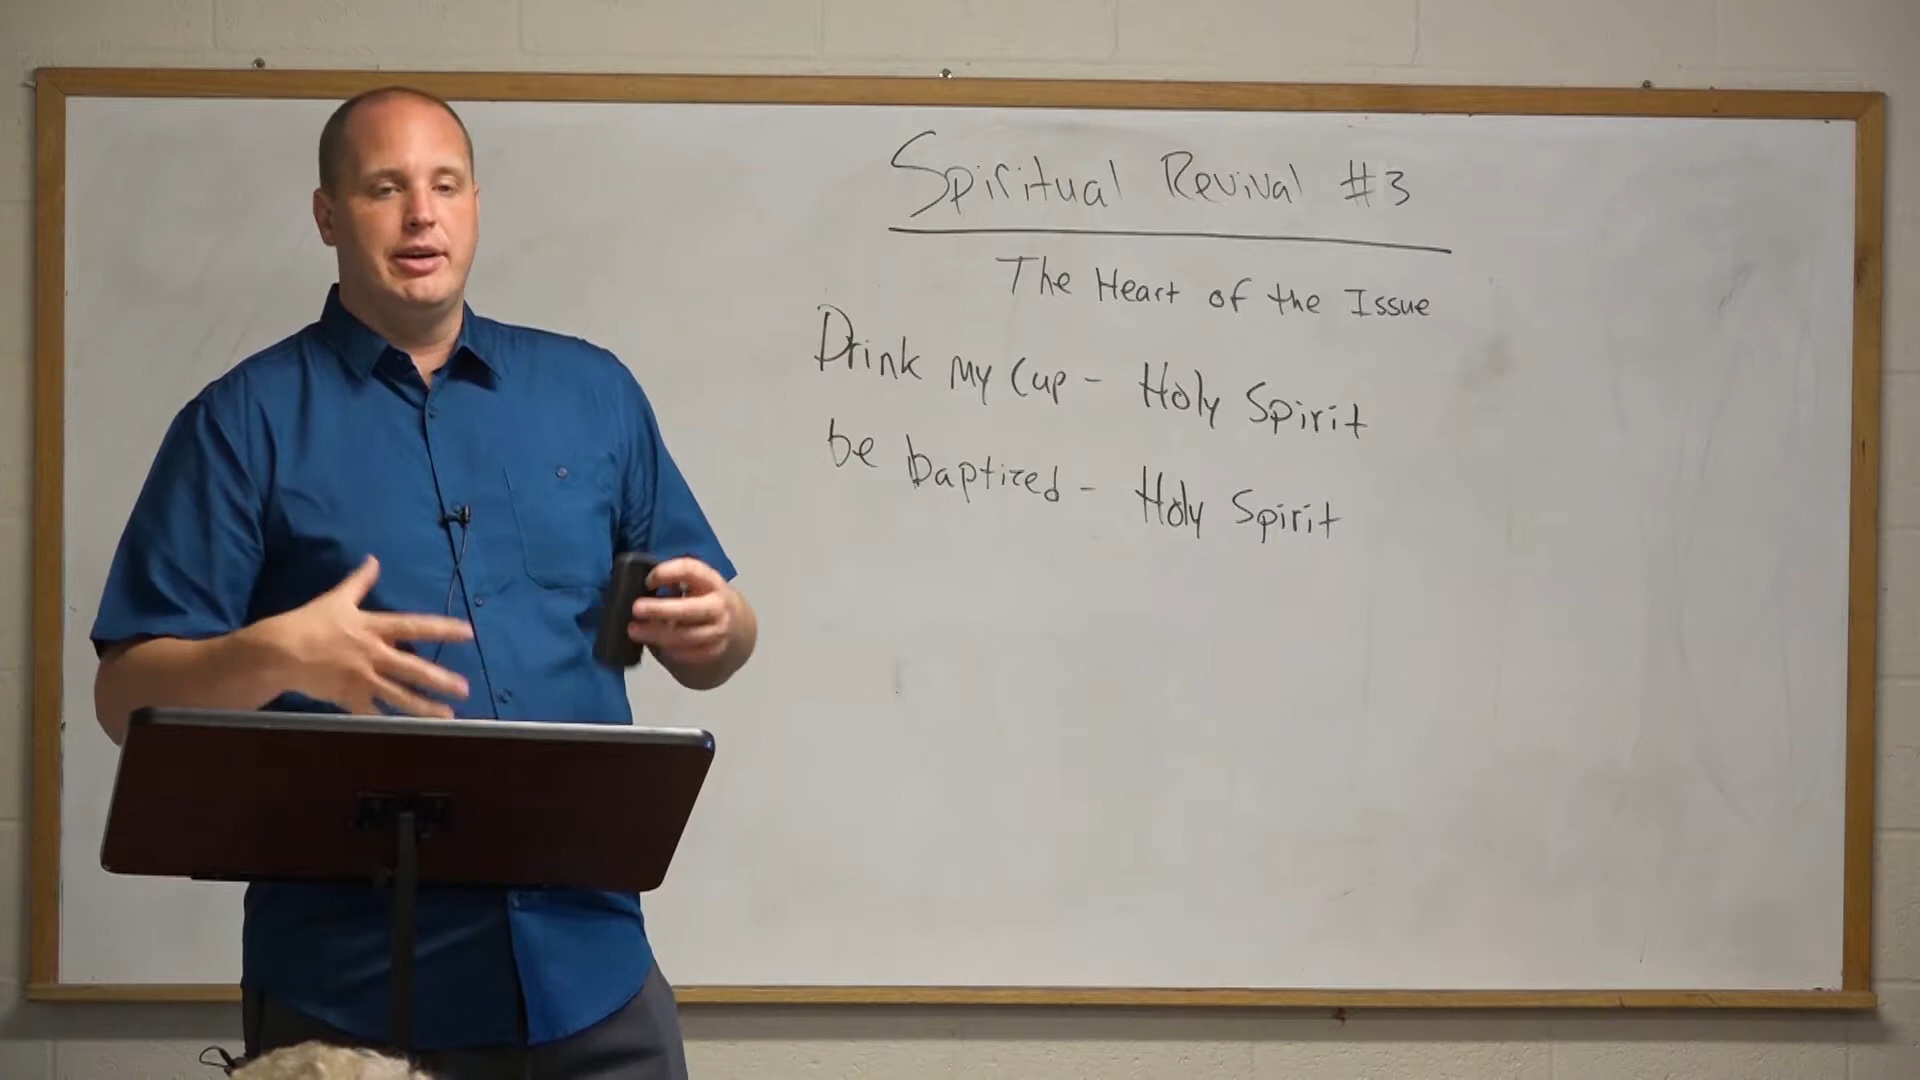 Spiritual Revival #3
The Heart of the Issue
Drink my Cup - Holy Spirit
be baptized - Holy Spirit